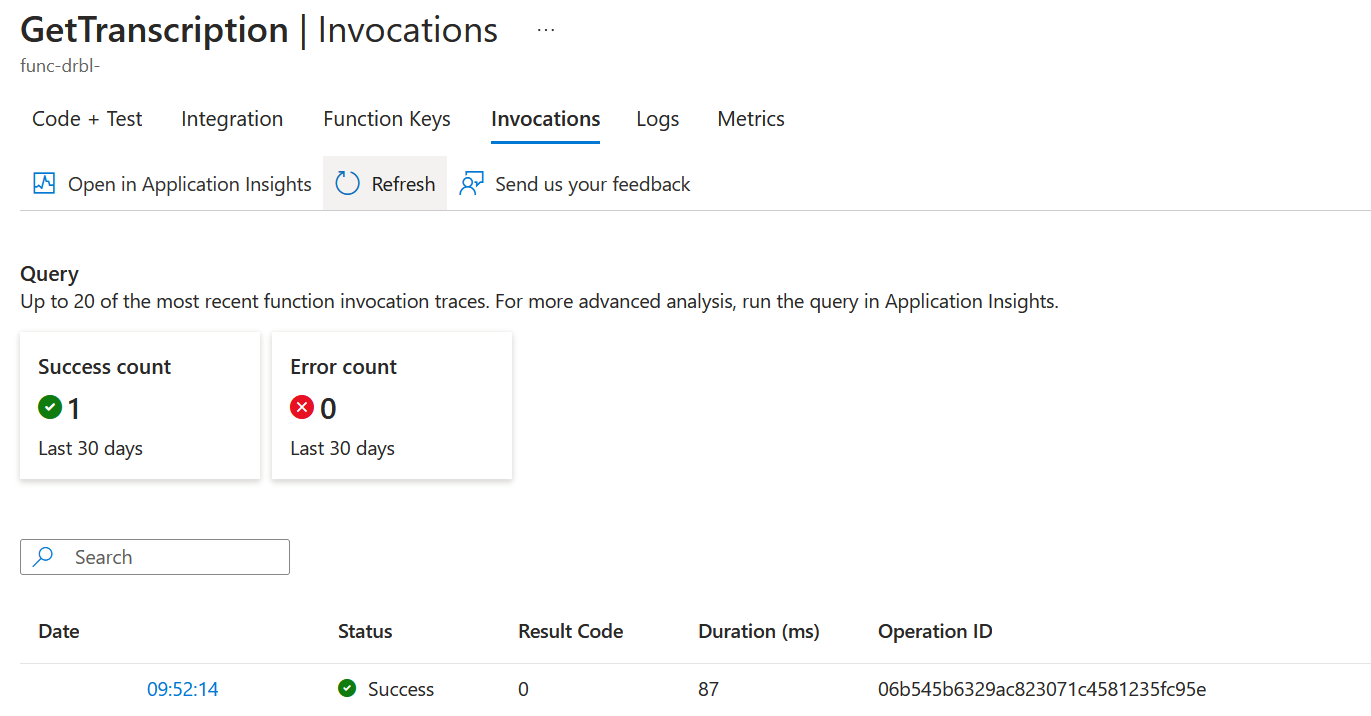 GetTranscription | Invocations ...
func-drbl-
Code + Test Integration Function Keys Invocations Logs Metrics
Open in Application Insights Refresh Send us your feedback
Query
Up to 20 of the most recent function invocation traces. For more advanced analysis, run the query in Application Insights.
Success count Error count
1 0
Last 30 days Last 30 days
Search
Date Status Result Code Duration (ms) Operation ID
09:52:14 Success 0 87 06b545b6329ac823071c4581235fc95e